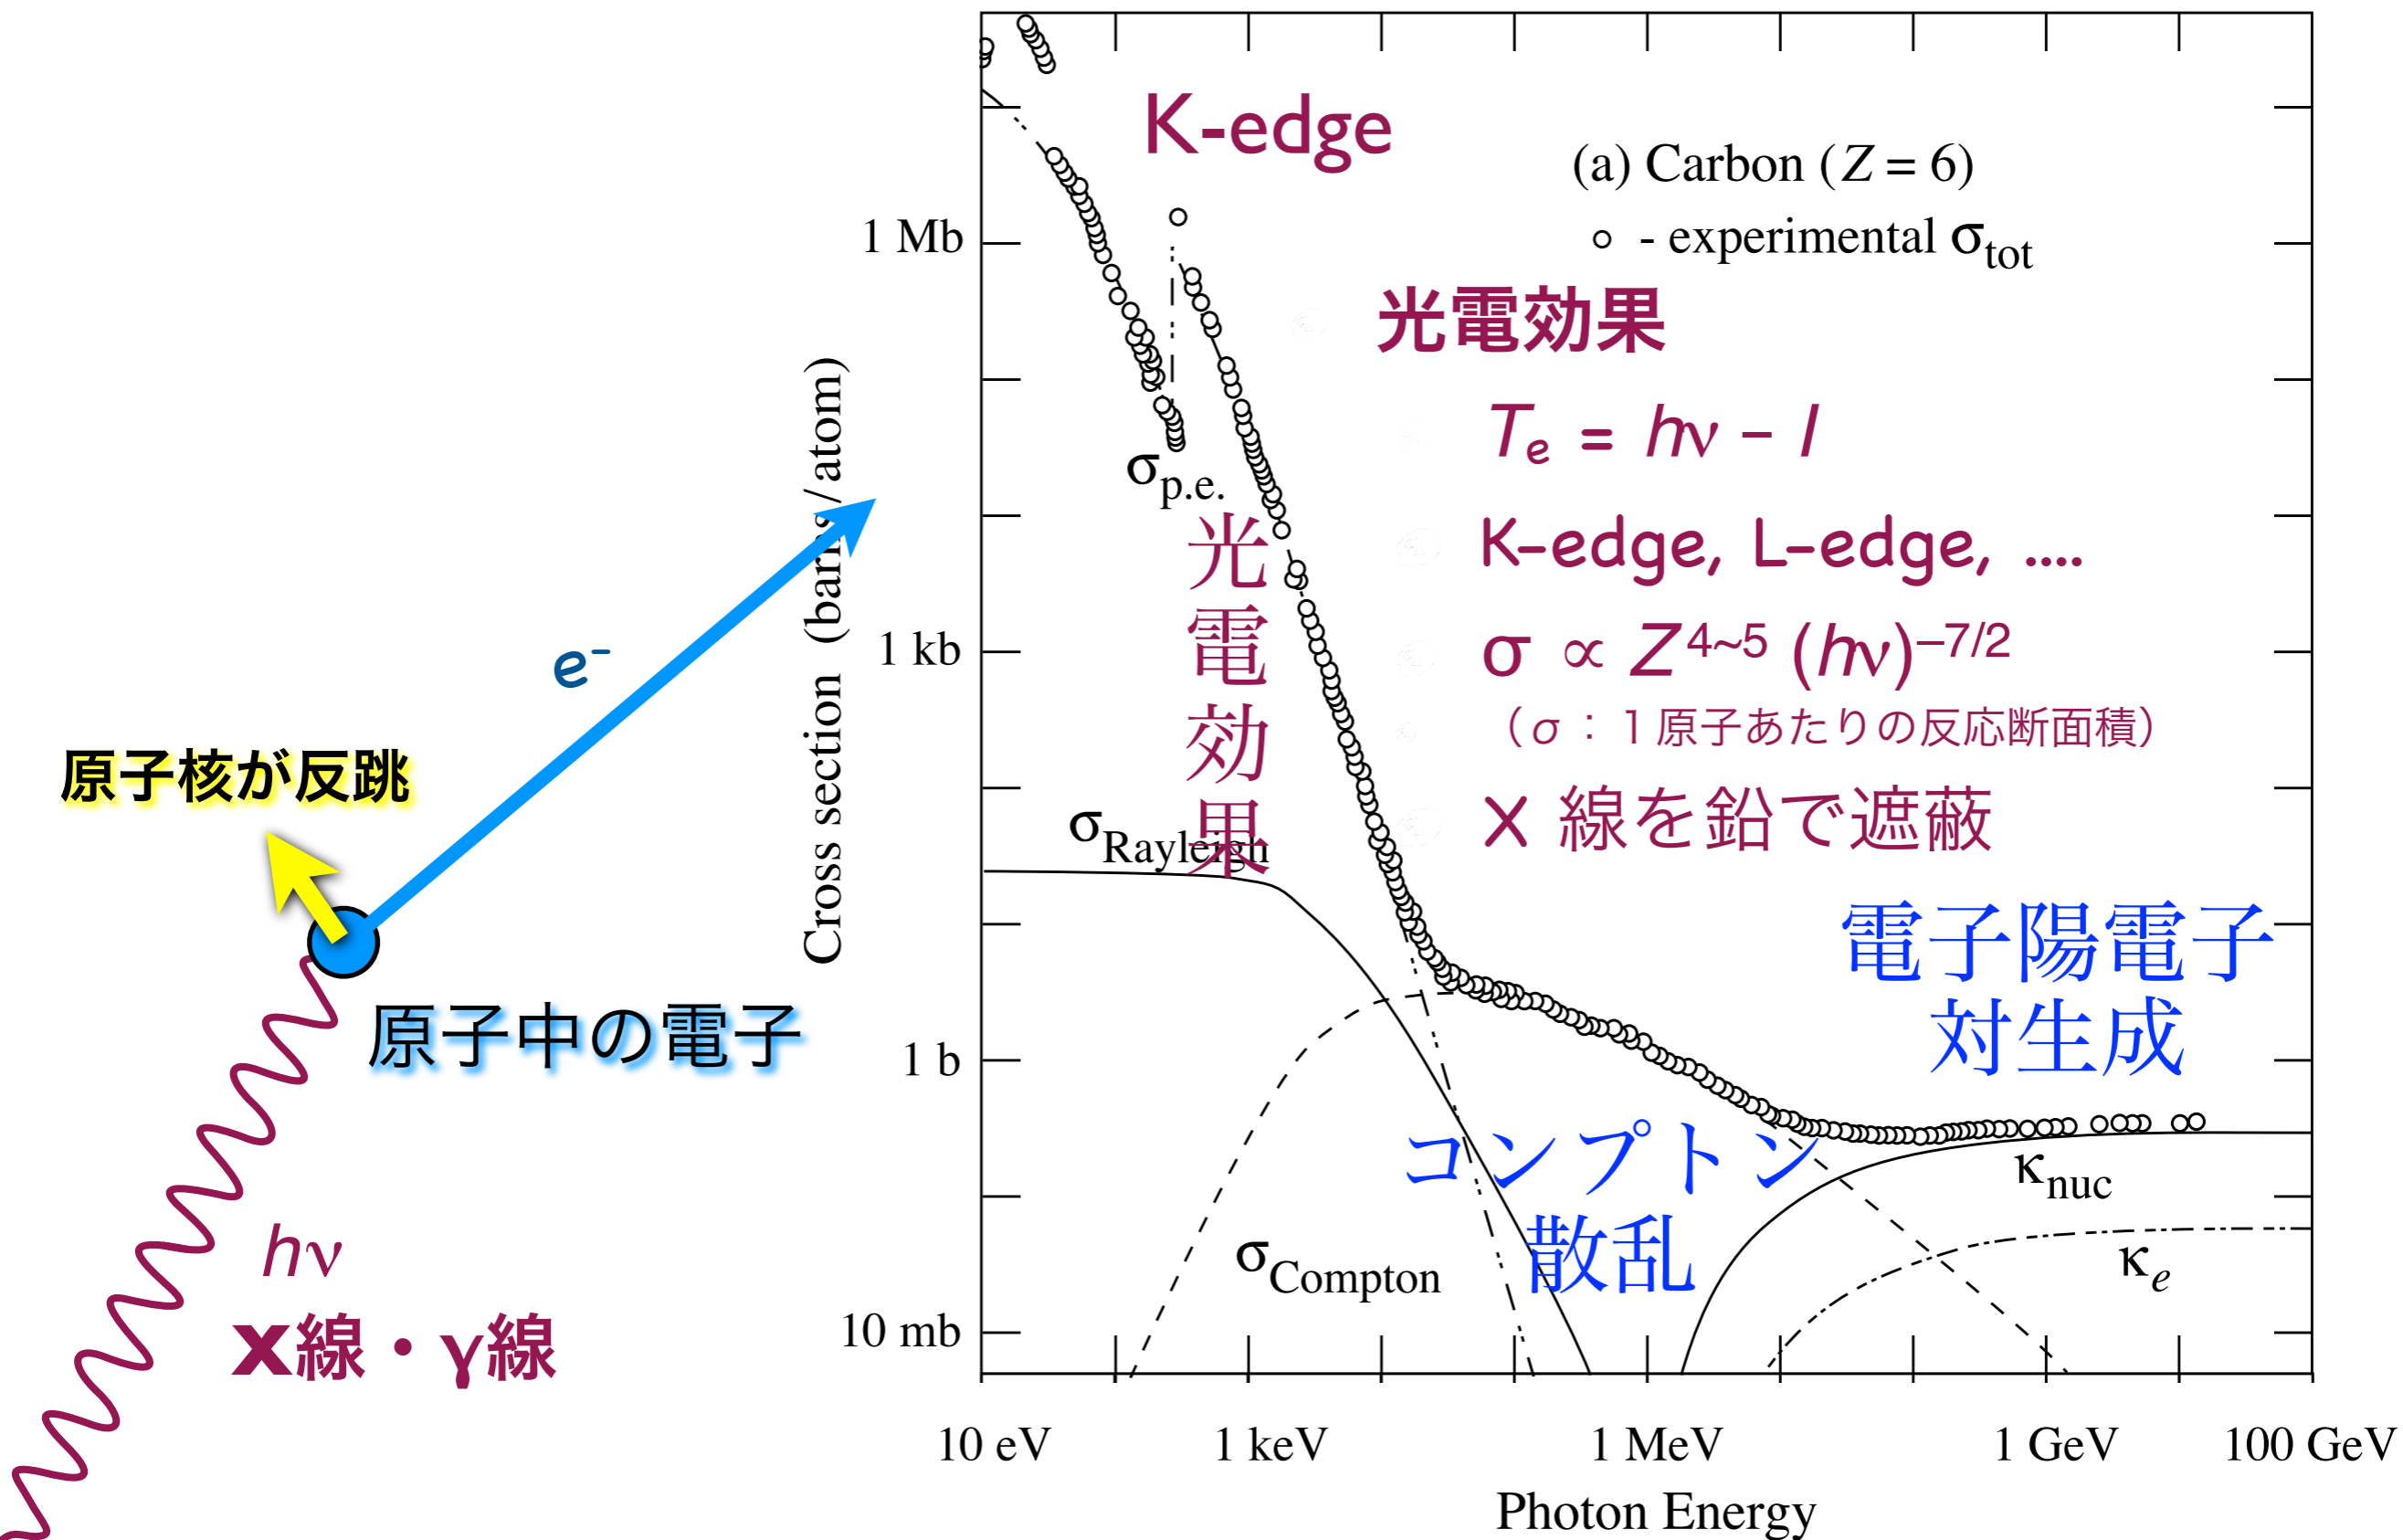 K-edge
(a) Carbon (Z = 6)
- experimental σtot
1 Mb
光電効果
Te = hν – I
σp.e.
K-edge, L-edge, ....
光電効果
Cross section (barns/atom)
1 kb
e–
σ ∝ Z4~5 (hν)–7/2
（σ：1原子あたりの反応断面積）
原子核が反跳
X 線を鉛で遮蔽
σRayleigh
電子陽電子
対生成
原子中の電子
1 b
コンプトン
散乱
κnuc
hν
σCompton
κe
X線・γ線
10 mb
10 eV 1 keV 1 MeV 1 GeV 100 GeV
Photon Energy